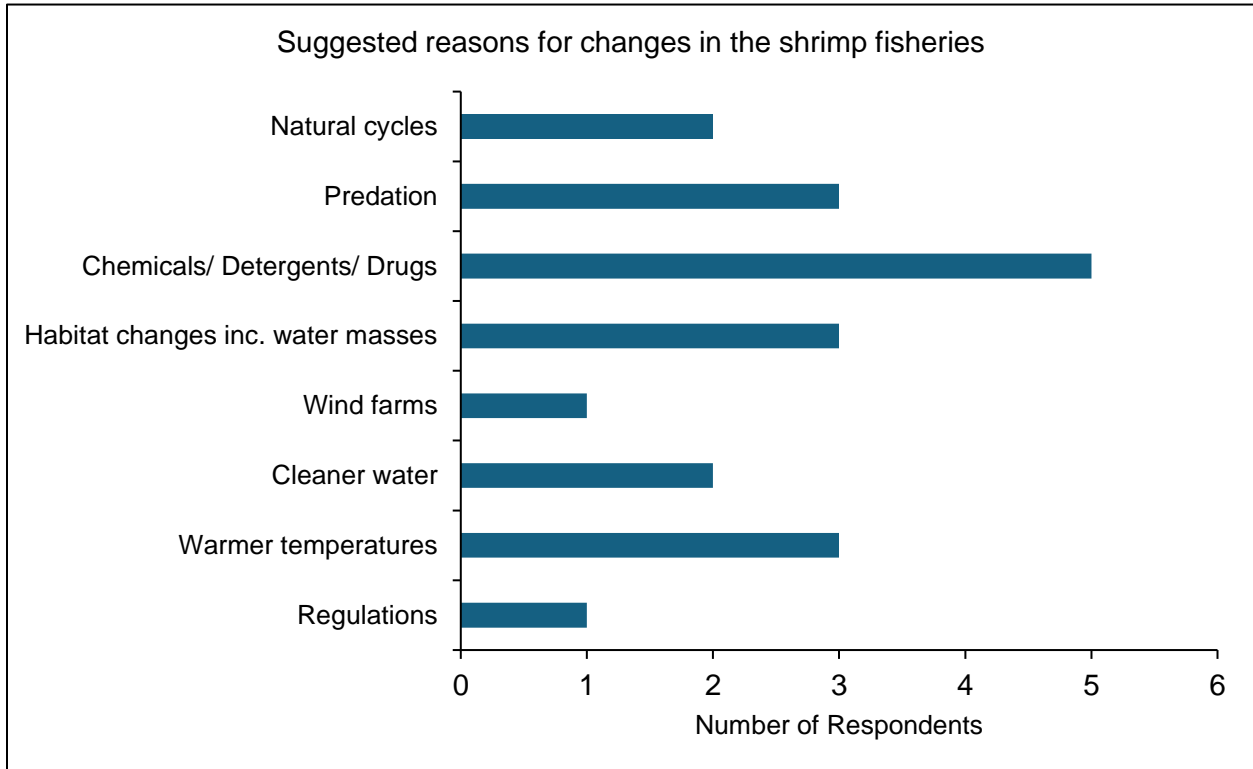 Suggested reasons for changes in the shrimp fisheries
Natural cycles
Predation
Chemicals/ Detergents/ Drugs
Habitat changes inc. water masses
Wind farms
Cleaner water
Warmer temperatures
Regulations
0 1 2 3 4 5 6
Number of Respondents